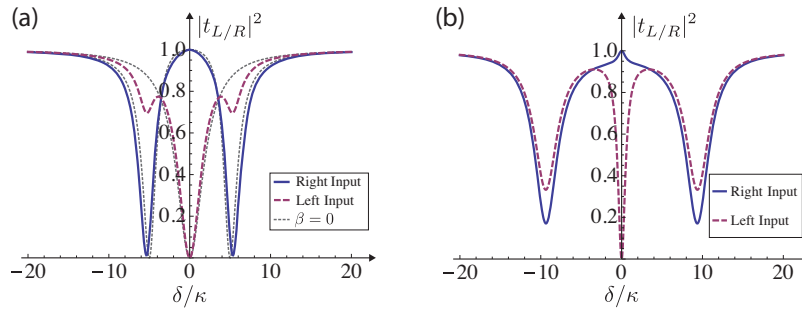 (a)
|t_{L/R}|^2
1.0
0.8
0.6
0.4
0.2
Right Input
Left Input
β = 0
−20 −10 0 10 20
δ/κ
(b)
|t_{L/R}|^2
1.0
0.8
0.6
0.4
0.2
Right Input
Left Input
−20 −10 0 10 20
δ/κ